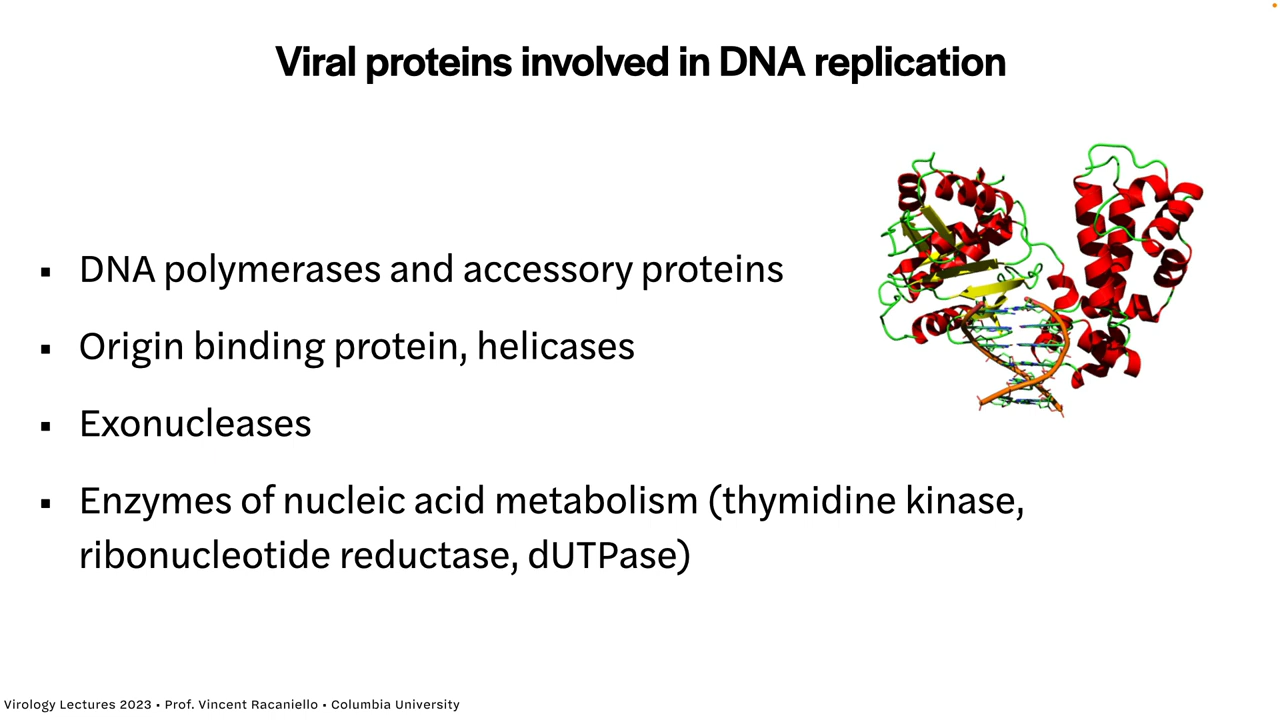 Viral proteins involved in DNA replication
▪ DNA polymerases and accessory proteins
▪ Origin binding protein, helicases
▪ Exonucleases
▪ Enzymes of nucleic acid metabolism (thymidine kinase,
ribonucleotide reductase, dUTPase)
Virology Lectures 2023 • Prof. Vincent Racaniello • Columbia University